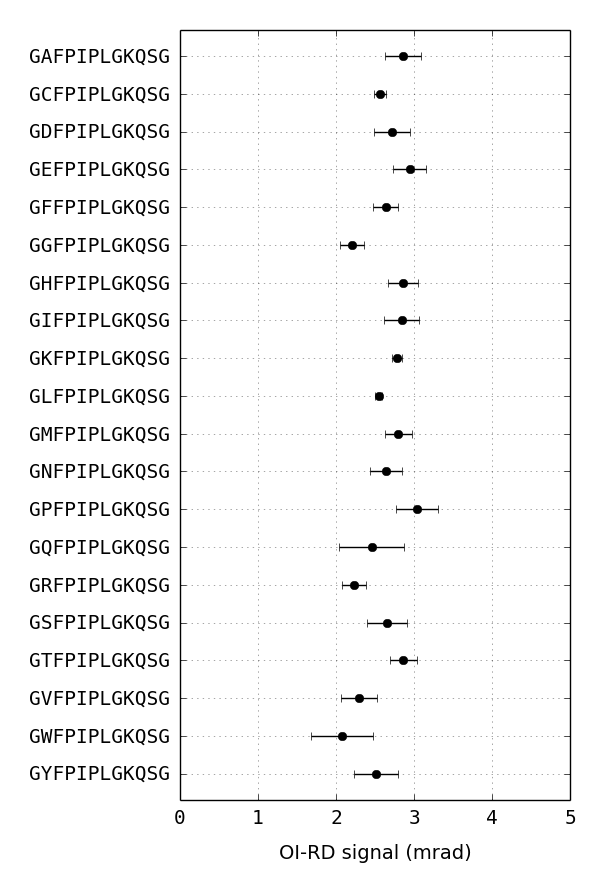 GAFPIPLGKQSG
GCFPIPLGKQSG
GDFPIPLGKQSG
GEFPIPLGKQSG
GFFPIPLGKQSG
GGFPIPLGKQSG
GHFPIPLGKQSG
GIFPIPLGKQSG
GKFPIPLGKQSG
GLFPIPLGKQSG
GMFPIPLGKQSG
GNFPIPLGKQSG
GPFPIPLGKQSG
GQFPIPLGKQSG
GRFPIPLGKQSG
GSFPIPLGKQSG
GTFPIPLGKQSG
GVFPIPLGKQSG
GWFPIPLGKQSG
GYFPIPLGKQSG
0 1 2 3 4 5
OI-RD signal (mrad)